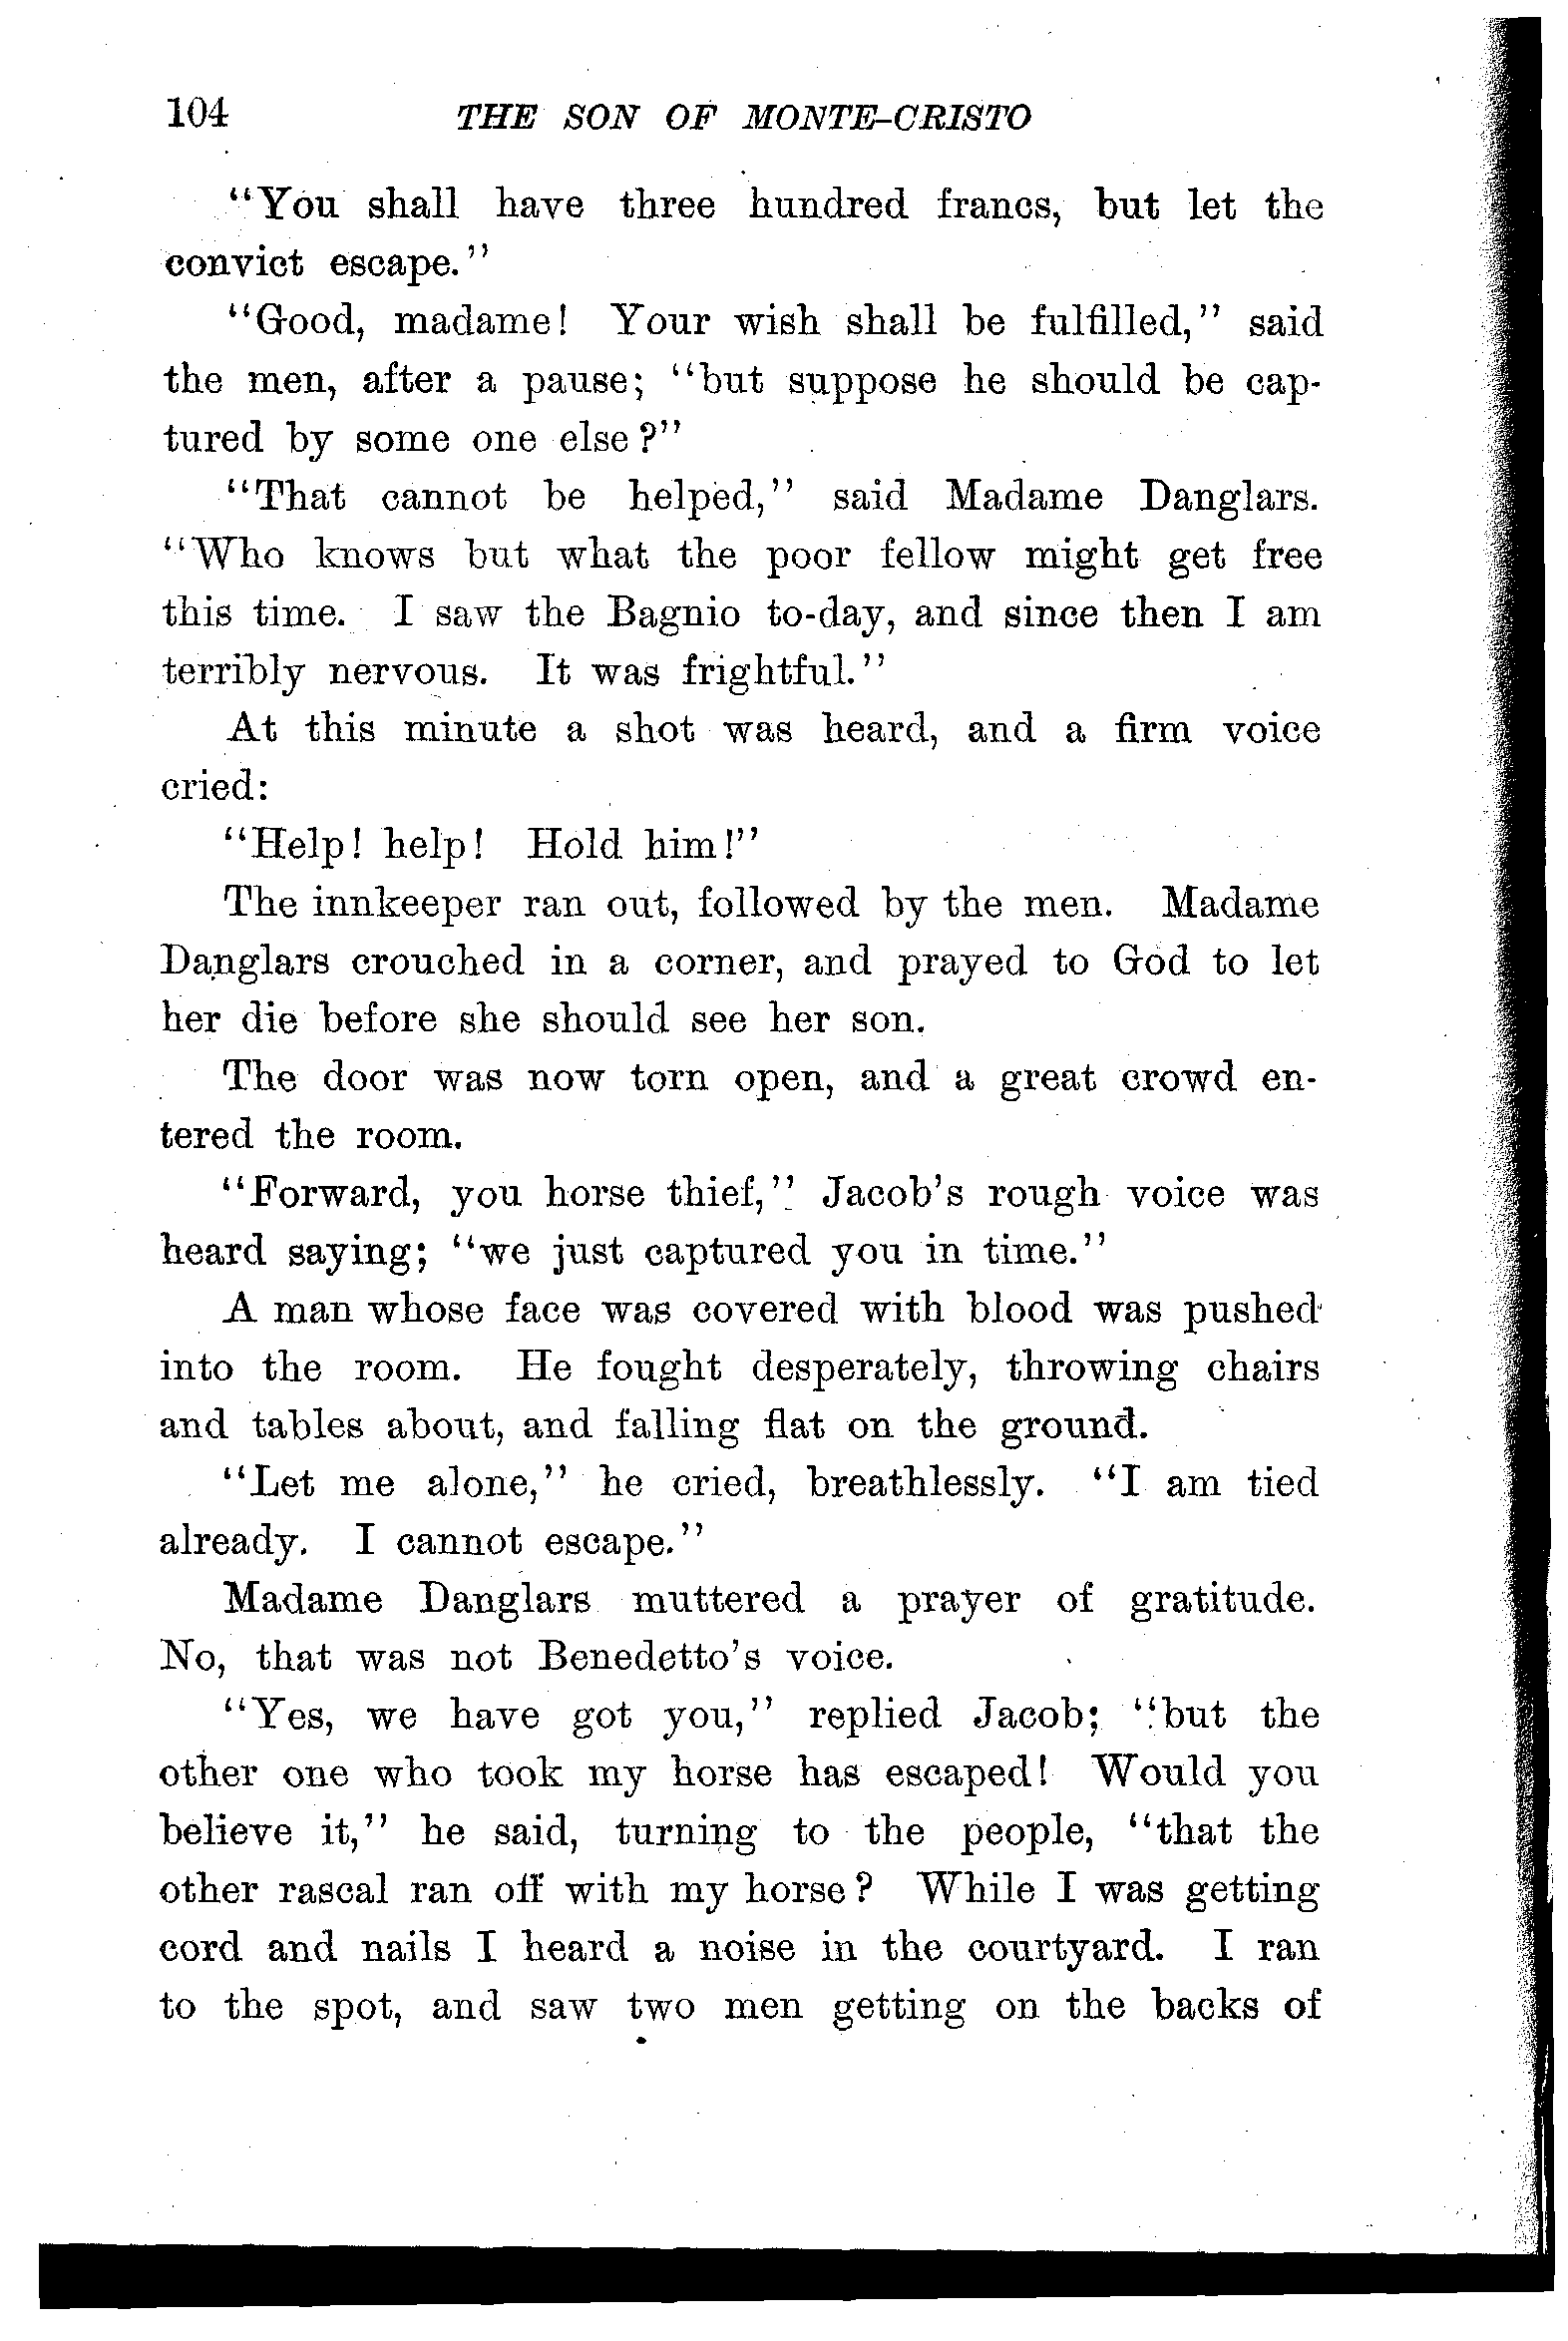 104 THE SON OF MONTE-CRISTO
“You shall have three hundred francs, but let the
convict escape.”
“Good, madame! Your wish shall be fulfilled,” said
the men, after a pause; “but suppose he should be cap-
tured by some one else?”
“That cannot be helped,” said Madame Danglars.
“Who knows but what the poor fellow might get free
this time. I saw the Bagnio to-day, and since then I am
terribly nervous. It was frightful.”
At this minute a shot was heard, and a firm voice
cried:
“Help! help! Hold him!”
The innkeeper ran out, followed by the men. Madame
Danglars crouched in a corner, and prayed to God to let
her die before she should see her son.
The door was now torn open, and a great crowd en-
tered the room.
“Forward, you horse thief,” Jacob’s rough voice was
heard saying; “we just captured you in time.”
A man whose face was covered with blood was pushed
into the room. He fought desperately, throwing chairs
and tables about, and falling flat on the ground.
“Let me alone,” he cried, breathlessly. “I am tied
already. I cannot escape.”
Madame Danglars muttered a prayer of gratitude.
No, that was not Benedetto’s voice.
“Yes, we have got you,” replied Jacob; “but the
other one who took my horse has escaped! Would you
believe it,” he said, turning to the people, “that the
other rascal ran off with my horse? While I was getting
cord and nails I heard a noise in the courtyard. I ran
to the spot, and saw two men getting on the backs of